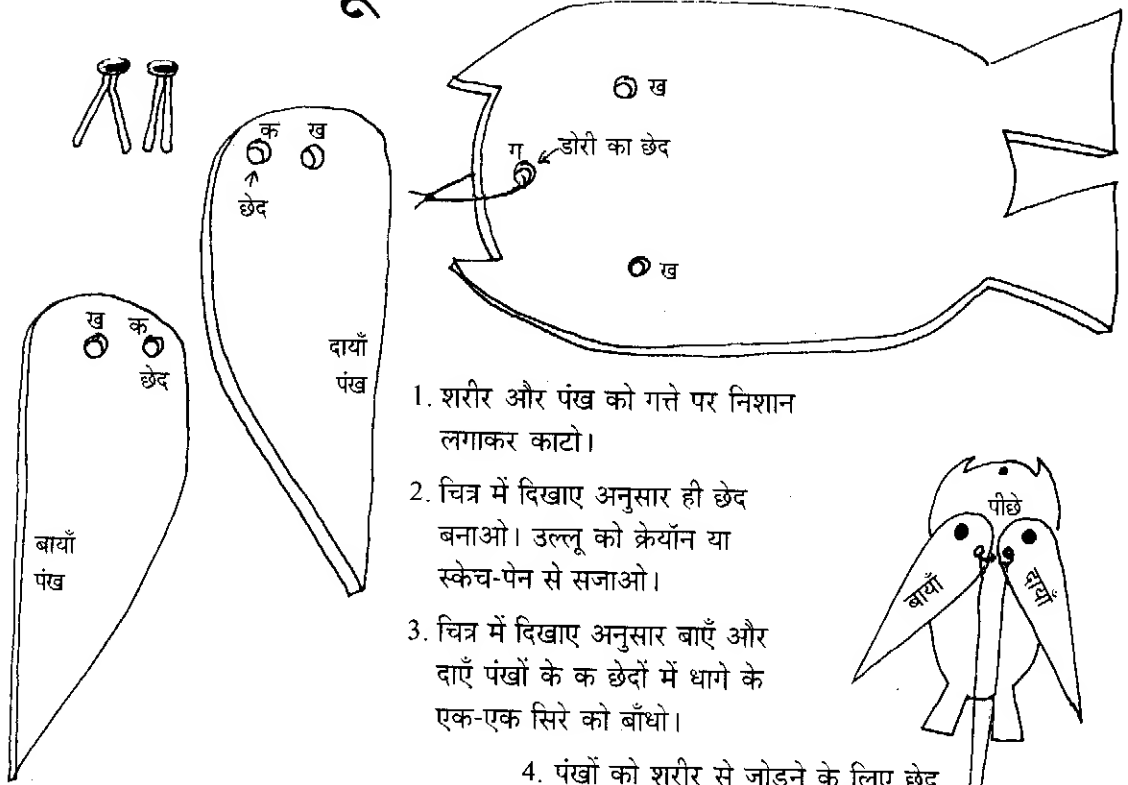 ख
ग
डोरी का छेद
ख
क
ख
छेद
दायाँ
पंख
ख
क
छेद
बायाँ
पंख
1. शरीर और पंख को गत्ते पर निशान
लगाकर काटो।
2. चित्र में दिखाए अनुसार ही छेद
बनाओ। उल्लू को क्रेयॉन या
स्केच-पेन से सजाओ।
3. चित्र में दिखाए अनुसार बाएँ और
दाएँ पंखों के क छेदों में धागे के
एक-एक सिरे को बाँधो।
4. पंखों को शरीर से जोड़ने के लिए छेद
पीछे
बायाँ
दायाँ